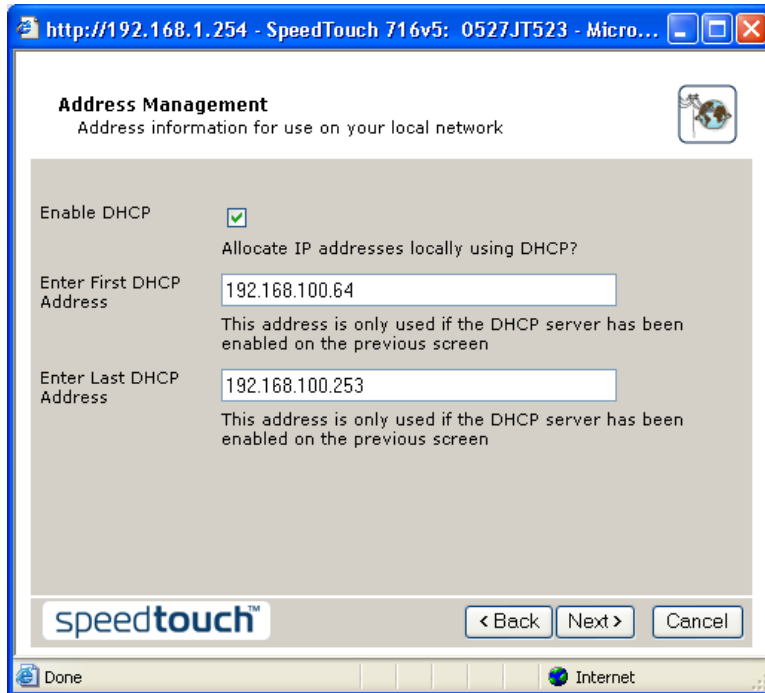 http://192.168.1.254 - SpeedTouch 716v5: 0527JT523 - Micro...
Address Management
Address information for use on your local network
Enable DHCP
Allocate IP addresses locally using DHCP?
Enter First DHCP
Address
192.168.100.64
This address is only used if the DHCP server has been
enabled on the previous screen
Enter Last DHCP
Address
192.168.100.253
This address is only used if the DHCP server has been
enabled on the previous screen
speedtouch™
< Back Next > Cancel
Done Internet